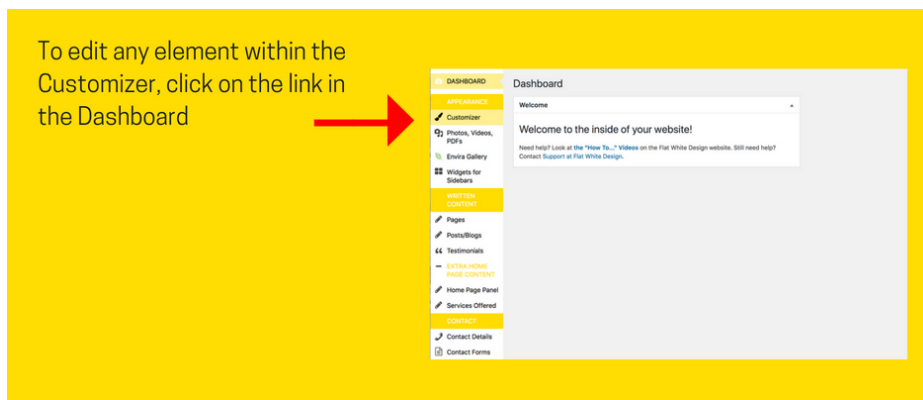 To edit any element within the
Customizer, click on the link in
the Dashboard
DASHBOARD
APPEARANCE
Customizer
Photos, Videos,
PDFs
Envira Gallery
Widgets for
Sidebars
WRITTEN
CONTENT
Pages
Posts/Blogs
Testimonials
EXTRA HOME
PAGE CONTENT
Home Page Panel
Services Offered
CONTACT
Contact Details
Contact Forms
Dashboard
Welcome
Welcome to the inside of your website!
Need help? Look at the "How To..." Videos on the Flat White Design website. Still need help?
Contact Support at Flat White Design.